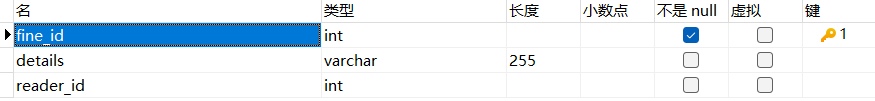 名 类型 长度 小数点 不是 null 虚拟 键
fine_id int 1
details varchar 255
reader_id int